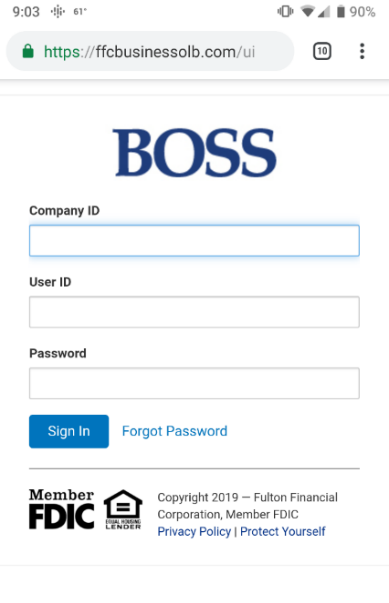 9:03 61° 90%
https://ffcbusinessolb.com/ui 10
BOSS
Company ID
User ID
Password
Sign In Forgot Password
Member
FDIC
EQUAL HOUSING
LENDER
Copyright 2019 — Fulton Financial
Corporation, Member FDIC
Privacy Policy | Protect Yourself